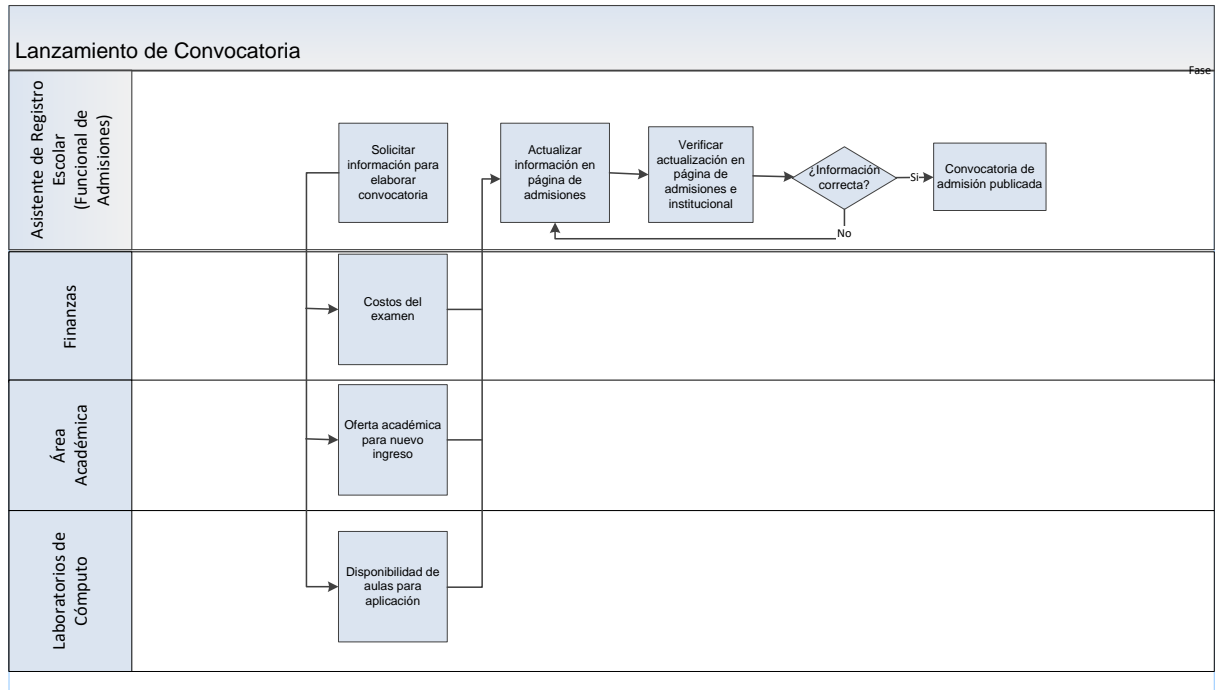 Lanzamiento de Convocatoria
Fase
Asistente de Registro
Escolar
(Funcional de
Admisiones)
Solicitar
información para
elaborar
convocatoria
Actualizar
información en
página de
admisiones
Verificar
actualización en
página de
admisiones e
institucional
¿Información
correcta?
Si
No
Convocatoria de
admisión publicada
Finanzas
Costos del
examen
Área
Académica
Oferta académica
para nuevo
ingreso
Laboratorios de
Cómputo
Disponibilidad de
aulas para
aplicación